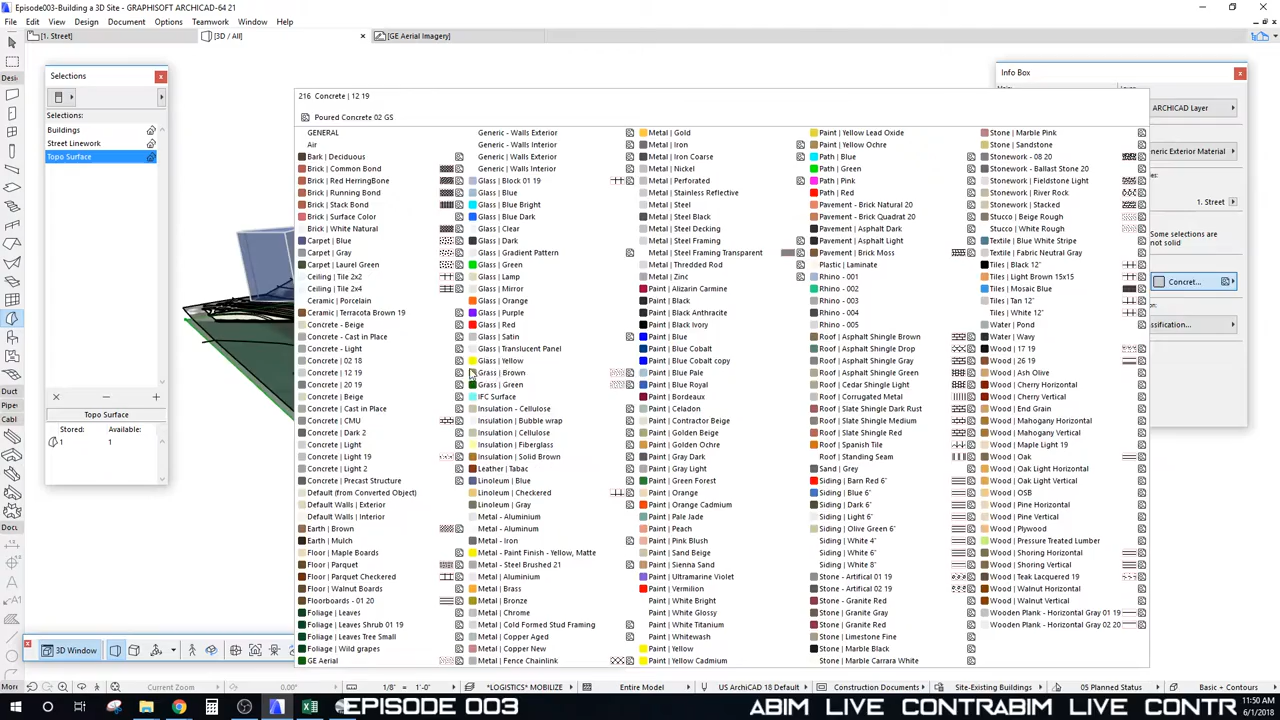 Episode003-Building a 3D Site - GRAPHISOFT ARCHICAD-64 21
File Edit View Design Document Options Teamwork Window Help
[1. Street]
[3D / All]
[GE Aerial Imagery]
Selections
Selections:
Buildings
Street Linework
Topo Surface
Topo Surface
Stored: Available:
1 1
Desi
Duct
Pipe
Cabl
Docu
More
3D Window
216 Concrete | 12 19
Poured Concrete 02 GS
GENERAL
Air
Bark | Deciduous
Brick | Common Bond
Brick | Red HerringBone
Brick | Running Bond
Brick | Stack Bond
Brick | Surface Color
Brick | White Natural
Carpet | Blue
Carpet | Gray
Carpet | Laurel Green
Ceiling | Tile 2x2
Ceiling | Tile 2x4
Ceramic | Porcelain
Ceramic | Terracota Brown 19
Concrete - Beige
Concrete - Cast in Place
Concrete - Light
Concrete | 02 18
Concrete | 12 19
Concrete | 20 19
Concrete | Beige
Concrete | Cast in Place
Concrete | CMU
Concrete | Dark 2
Concrete | Light
Concrete | Light 19
Concrete | Light 2
Concrete | Precast Structure
Default (from Converted Object)
Default Walls | Exterior
Default Walls | Interior
Earth | Brown
Earth | Mulch
Floor | Maple Boards
Floor | Parquet
Floor | Parquet Checkered
Floor | Walnut Boards
Floorboards - 01 20
Foliage | Leaves
Foliage | Leaves Shrub 01 19
Foliage | Leaves Tree Small
Foliage | Wild grapes
GE Aerial
Generic - Walls Exterior
Generic - Walls Interior
Generic | Walls Exterior
Generic | Walls Interior
Glass | Block 01 19
Glass | Blue
Glass | Blue Bright
Glass | Blue Dark
Glass | Clear
Glass | Dark
Glass | Gradient Pattern
Glass | Green
Glass | Lamp
Glass | Mirror
Glass | Orange
Glass | Purple
Glass | Red
Glass | Satin
Glass | Translucent Panel
Glass | Yellow
Grass | Brown
Grass | Green
IFC Surface
Insulation - Cellulose
Insulation | Bubble wrap
Insulation | Cellulose
Insulation | Fiberglass
Insulation | Solid Brown
Leather | Tabac
Linoleum | Blue
Linoleum | Checkered
Linoleum | Gray
Metal - Aluminium
Metal - Aluminum
Metal - Iron
Metal - Paint Finish - Yellow, Matte
Metal - Steel Brushed 21
Metal | Aluminium
Metal | Brass
Metal | Bronze
Metal | Chrome
Metal | Cold Formed Stud Framing
Metal | Copper Aged
Metal | Copper New
Metal | Fence Chainlink
Metal | Gold
Metal | Iron
Metal | Iron Coarse
Metal | Nickel
Metal | Perforated
Metal | Stainless Reflective
Metal | Steel
Metal | Steel Black
Metal | Steel Decking
Metal | Steel Framing
Metal | Steel Framing Transparent
Metal | Thredded Rod
Metal | Zinc
Paint | Alizarin Carmine
Paint | Black
Paint | Black Anthracite
Paint | Black Ivory
Paint | Blue
Paint | Blue Cobalt
Paint | Blue Cobalt copy
Paint | Blue Pale
Paint | Blue Royal
Paint | Bordeaux
Paint | Celadon
Paint | Contractor Beige
Paint | Golden Beige
Paint | Golden Ochre
Paint | Gray Dark
Paint | Gray Light
Paint | Green Forest
Paint | Orange
Paint | Orange Cadmium
Paint | Pale Jade
Paint | Peach
Paint | Pink Blush
Paint | Sand Beige
Paint | Sienna Sand
Paint | Ultramarine Violet
Paint | Vermilion
Paint | White Bright
Paint | White Glossy
Paint | White Titanium
Paint | Whitewash
Paint | Yellow
Paint | Yellow Cadmium
Paint | Yellow Lead Oxide
Paint | Yellow Ochre
Path | Blue
Path | Green
Path | Pink
Path | Red
Pavement - Brick Natural 20
Pavement - Brick Quadrat 20
Pavement | Asphalt Dark
Pavement | Asphalt Light
Pavement | Brick Moss
Plastic | Laminate
Rhino - 001
Rhino - 002
Rhino - 003
Rhino - 004
Rhino - 005
Roof | Asphalt Shingle Brown
Roof | Asphalt Shingle Drop
Roof | Asphalt Shingle Gray
Roof | Asphalt Shingle Green
Roof | Cedar Shingle Light
Roof | Corrugated Metal
Roof | Slate Shingle Dark Rust
Roof | Slate Shingle Medium
Roof | Slate Shingle Red
Roof | Spanish Tile
Roof | Standing Seam
Sand | Grey
Siding | Barn Red 6"
Siding | Blue 6"
Siding | Dark 6"
Siding | Light 6"
Siding | Olive Green 6"
Siding | White 4"
Siding | White 6"
Siding | White 8"
Stone - Artifical 01 19
Stone - Artifical 02 19
Stone - Granite Red
Stone | Granite Gray
Stone | Granite Red
Stone | Limestone Fine
Stone | Marble Black
Stone | Marble Carrara White
Stone | Marble Pink
Stone | Sandstone
Stonework - 08 20
Stonework - Ballast Stone 20
Stonework | Fieldstone Light
Stonework | River Rock
Stonework | Stacked
Stucco | Beige Rough
Stucco | White Rough
Textile | Blue White Stripe
Textile | Fabric Neutral Gray
Tiles | Black 12"
Tiles | Light Brown 15x15
Tiles | Mosaic Blue
Tiles | Tan 12"
Tiles | White 12"
Water | Pond
Water | Wavy
Wood | 17 19
Wood | 26 19
Wood | Ash Olive
Wood | Cherry Horizontal
Wood | Cherry Vertical
Wood | End Grain
Wood | Mahogany Horizontal
Wood | Mahogany Vertical
Wood | Maple Light 19
Wood | Oak
Wood | Oak Light Horizontal
Wood | Oak Light Vertical
Wood | OSB
Wood | Pine Horizontal
Wood | Pine Vertical
Wood | Plywood
Wood | Pressure Treated Lumber
Wood | Shoring Horizontal
Wood | Shoring Vertical
Wood | Teak Lacquered 19
Wood | Walnut Horizontal
Wood | Walnut Vertical
Wooden Plank - Horizontal Gray 01 19
Wooden Plank - Horizontal Gray 02 20
Info Box
ARCHICAD Layer
neric Exterior Material
1. Street
Some selections are
not solid
Concret...
ssification...
Current Zoom
0.00°
1/8" = 1'-0"
*LOGISTICS* MOBILIZE
Entire Model
US ArchiCAD 18 Default
Construction Documents
Site-Existing Buildings
05 Planned Status
Basic + Contours
EPISODE 003
ABIM LIVE CONTRABIM LIVE CONTR
11:50 AM
6/1/2018